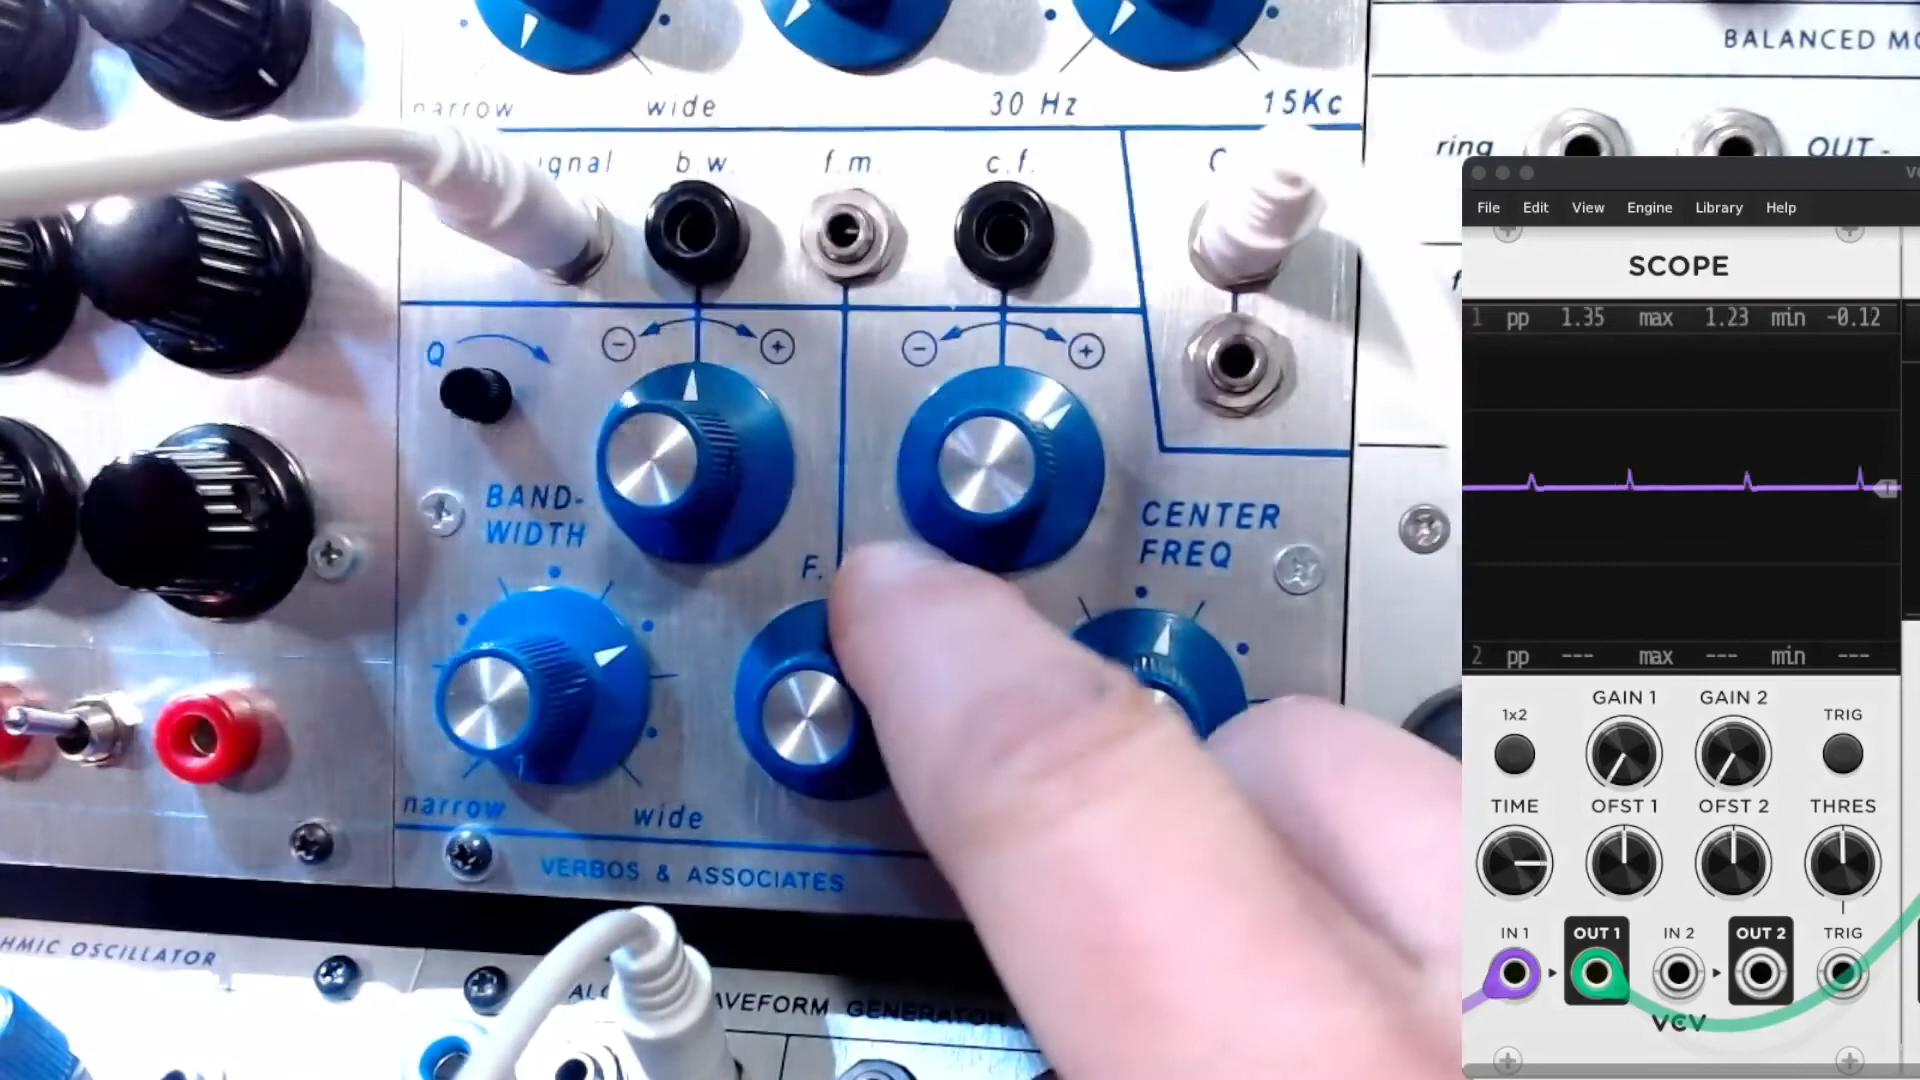 narrow
wide
30 Hz
15Kc
b.w.
f.m.
c.f.
Q
BAND-
WIDTH
CENTER
FREQ
narrow
wide
VERBOS & ASSOCIATES
OSCILLATOR
GENERATOR
BALANCED
ring
OUT -
File Edit View Engine Library Help
SCOPE
1 pp 1.35 max 1.23 min -0.12
2 pp --- max --- min ---
GAIN 1 GAIN 2
1x2 TRIG
TIME OFST 1 OFST 2 THRES
IN 1 OUT 1 IN 2 OUT 2 TRIG
VCV